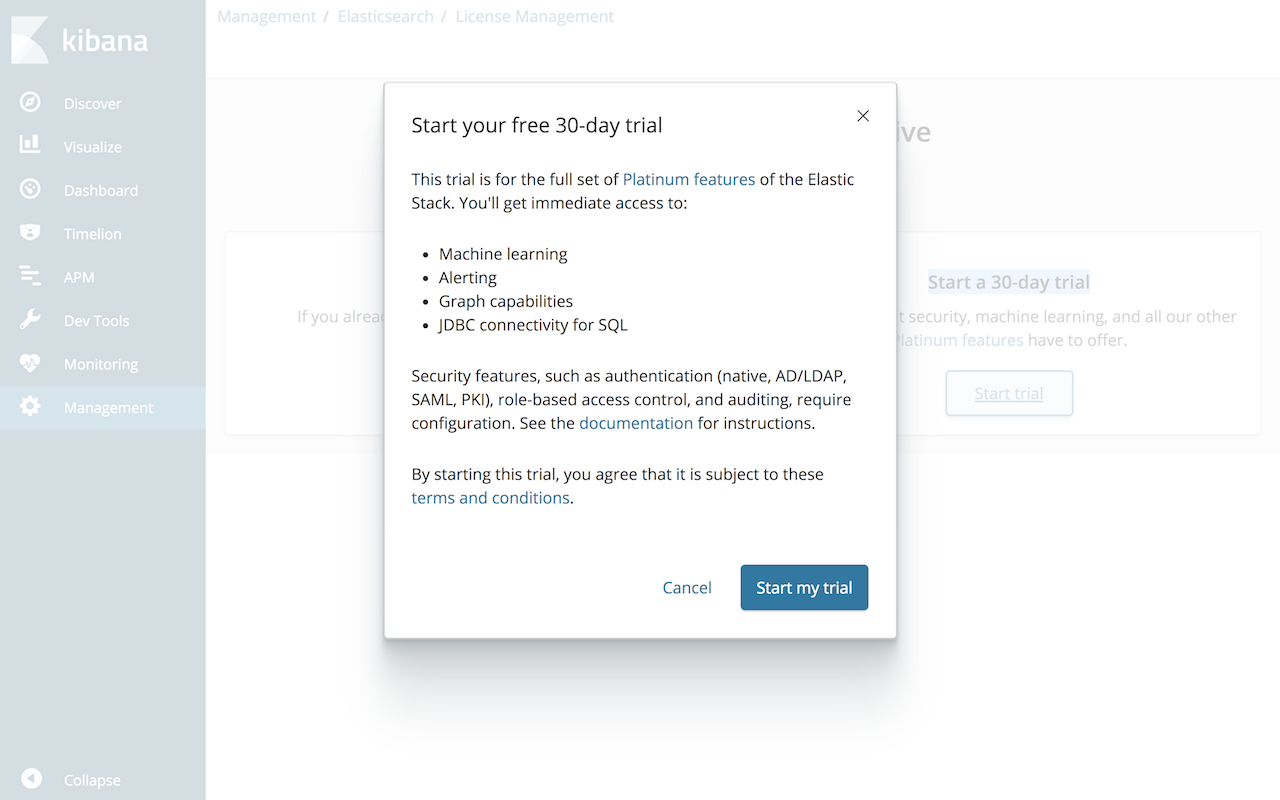 kibana
Discover
Visualize
Dashboard
Timelion
APM
Dev Tools
Monitoring
Management
Collapse
Management / Elasticsearch / License Management
Start your free 30-day trial
This trial is for the full set of Platinum features of the Elastic
Stack. You'll get immediate access to:
• Machine learning
• Alerting
• Graph capabilities
• JDBC connectivity for SQL
Security features, such as authentication (native, AD/LDAP,
SAML, PKI), role-based access control, and auditing, require
configuration. See the documentation for instructions.
By starting this trial, you agree that it is subject to these
terms and conditions.
Cancel
Start my trial
If you
Start a 30-day trial
security, machine learning, and all our other
Platinum features have to offer.
Start trial